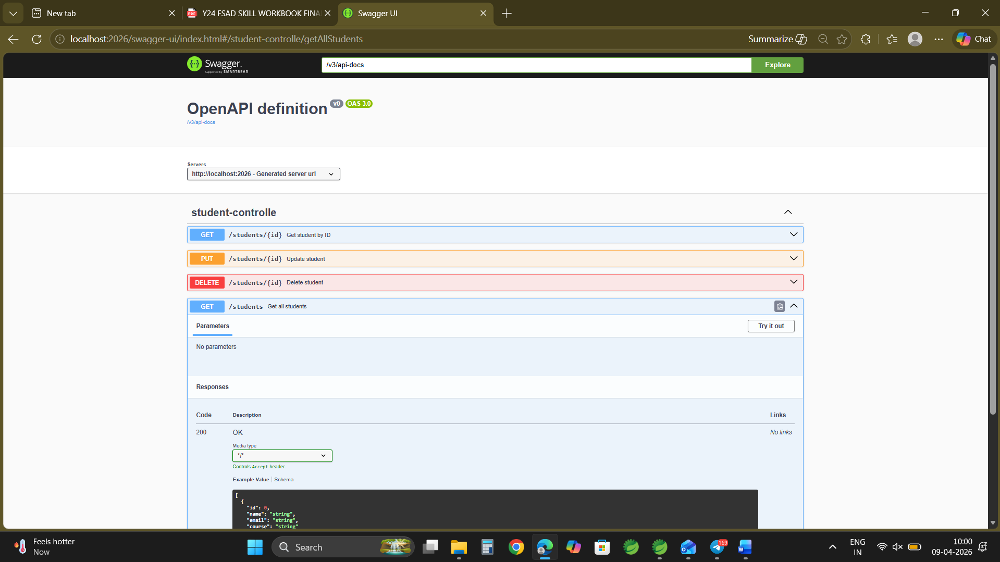 New tab
Y24 FSAD SKILL WORKBOOK FINA
Swagger UI
localhost:2026/swagger-ui/index.html#/student-controlle/getAllStudents
Summarize
Chat
Swagger
Supported by SMARTBEAR
/v3/api-docs
Explore
OpenAPI definition v0 OAS 3.0
/v3/api-docs
Servers
http://localhost:2026 - Generated server url
student-controlle
GET /students/{id} Get student by ID
PUT /students/{id} Update student
DELETE /students/{id} Delete student
GET /students Get all students
Parameters
Try it out
No parameters
Responses
Code Description Links
200 OK No links
Media type
*/*
Controls Accept header.
Example Value Schema
[
{
"id": 0,
"name": "string",
"email": "string",
"course": "string"
Feels hotter
Now
Search
169
ENG
IN
10:00
09-04-2026